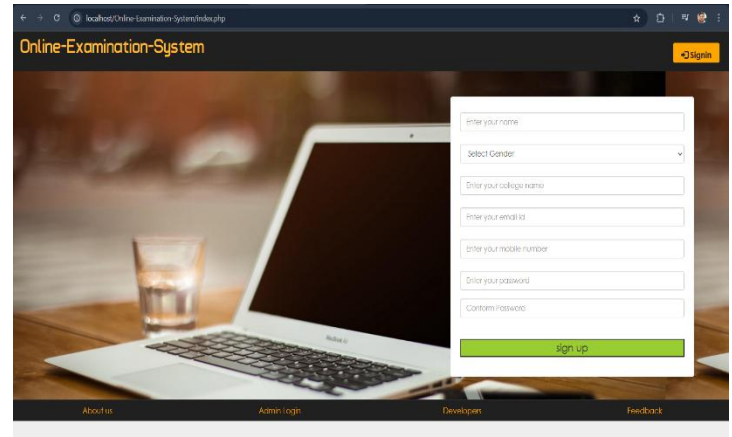 localhost/Online-Examination-System/index.php
Online-Examination-System
Signin
Enter your name
Select Gender
Enter your college name
Enter your email id
Enter your mobile number
Enter your password
Conform Password
sign up
MacBook Air
About us
Admin Login
Developers
Feedback